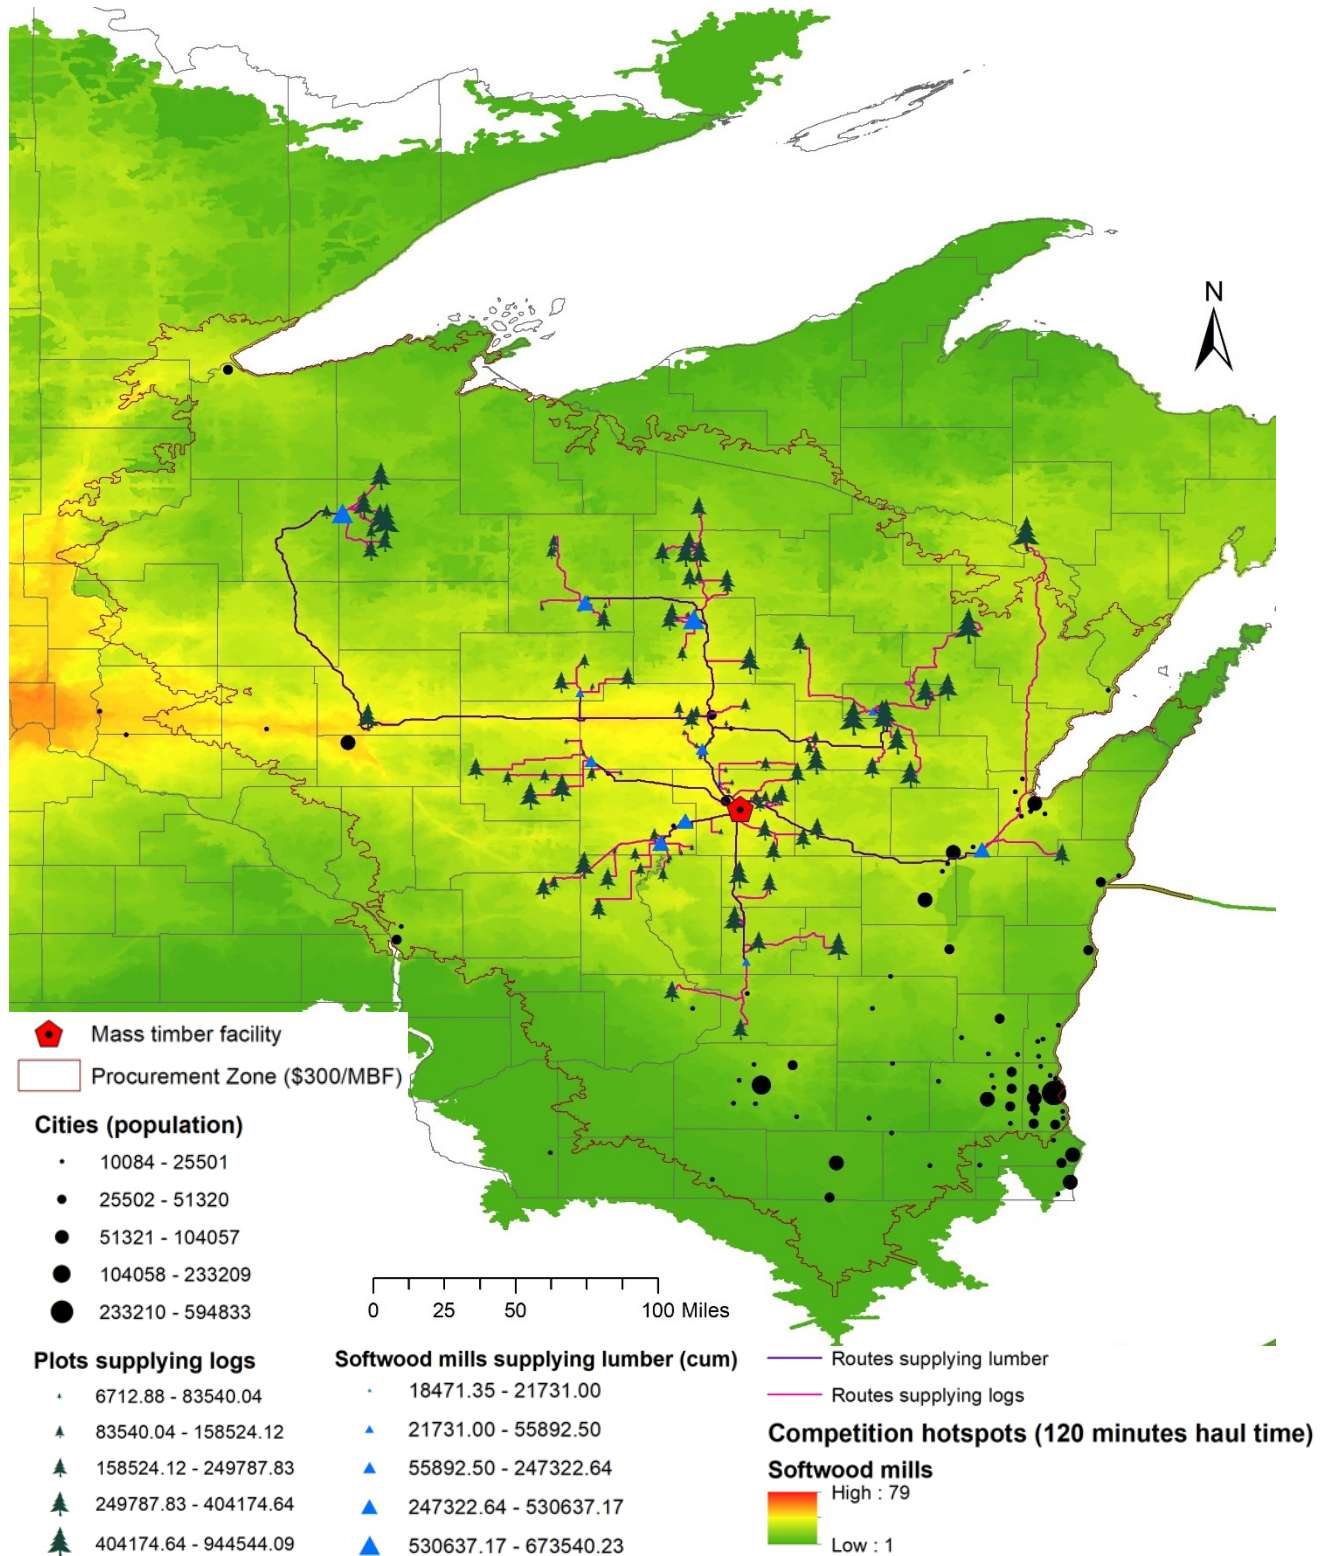 N
Mass timber facility
Procurement Zone ($300/MBF)
Cities (population)
10084 - 25501
25502 - 51320
51321 - 104057
104058 - 233209
233210 - 594833
0 25 50 100 Miles
Plots supplying logs
6712.88 - 83540.04
83540.04 - 158524.12
158524.12 - 249787.83
249787.83 - 404174.64
404174.64 - 944544.09
Softwood mills supplying lumber (cum)
18471.35 - 21731.00
21731.00 - 55892.50
55892.50 - 247322.64
247322.64 - 530637.17
530637.17 - 673540.23
Routes supplying lumber
Routes supplying logs
Competition hotspots (120 minutes haul time)
Softwood mills
High : 79
Low : 1